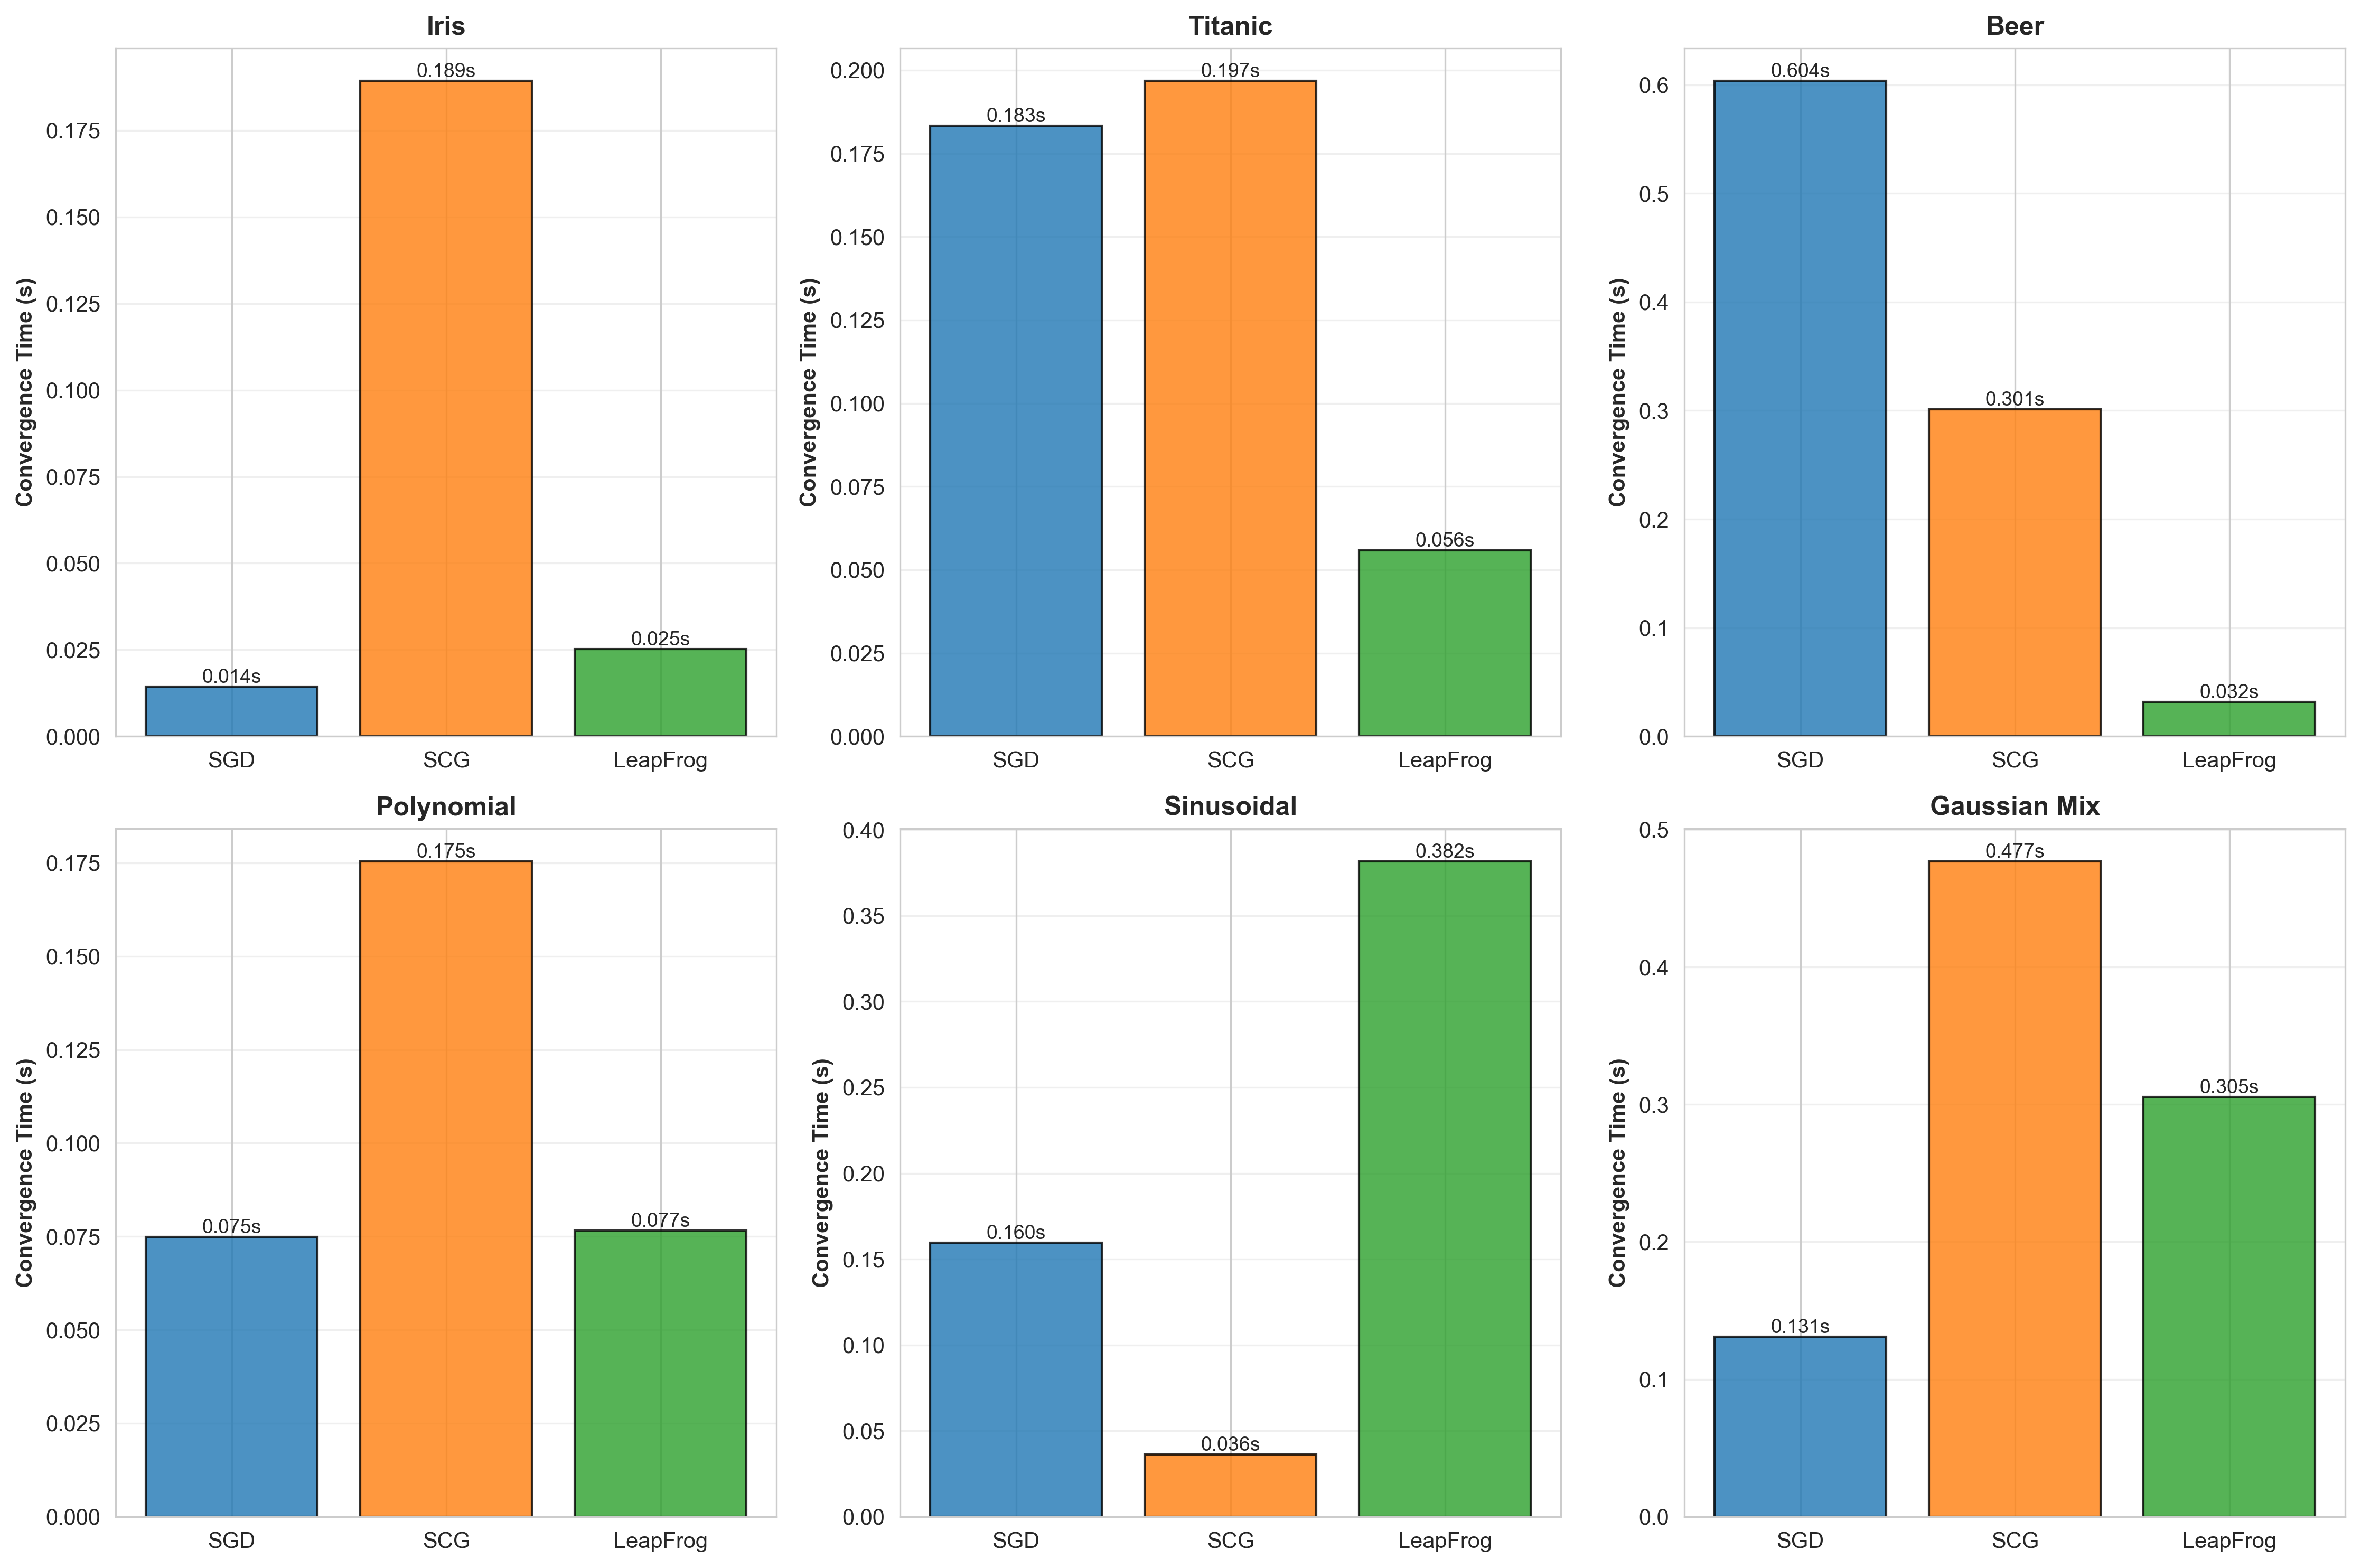 Iris
Convergence Time (s)
0.175
0.150
0.125
0.100
0.075
0.050
0.025
0.000
0.014s
0.189s
0.025s
SGD
SCG
LeapFrog
Titanic
Convergence Time (s)
0.200
0.175
0.150
0.125
0.100
0.075
0.050
0.025
0.000
0.183s
0.197s
0.056s
SGD
SCG
LeapFrog
Beer
Convergence Time (s)
0.6
0.5
0.4
0.3
0.2
0.1
0.0
0.604s
0.301s
0.032s
SGD
SCG
LeapFrog
Polynomial
Convergence Time (s)
0.175
0.150
0.125
0.100
0.075
0.050
0.025
0.000
0.075s
0.175s
0.077s
SGD
SCG
LeapFrog
Sinusoidal
Convergence Time (s)
0.40
0.35
0.30
0.25
0.20
0.15
0.10
0.05
0.00
0.160s
0.036s
0.382s
SGD
SCG
LeapFrog
Gaussian Mix
Convergence Time (s)
0.5
0.4
0.3
0.2
0.1
0.0
0.131s
0.477s
0.305s
SGD
SCG
LeapFrog